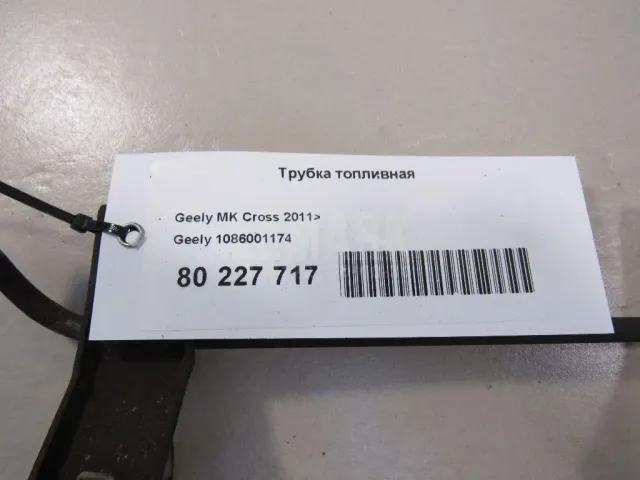 Трубка топливная
Geely MK Cross 2011>
Geely 1086001174
80 227 717